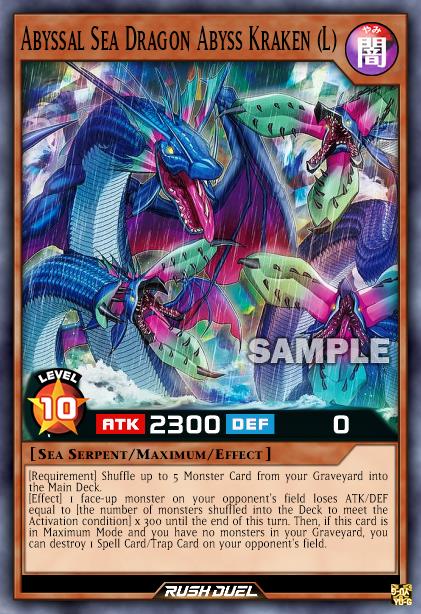 Abyssal Sea Dragon Abyss Kraken (L)
やみ
闇
SAMPLE
LEVEL
10
ATK 2300 DEF 0
[Sea Serpent/Maximum/Effect]
[Requirement] Shuffle up to 5 Monster Card from your Graveyard into
the Main Deck.
[Effect] 1 face-up monster on your opponent's field loses ATK/DEF
equal to [the number of monsters shuffled into the Deck to meet the
Activation condition] x 300 until the end of this turn. Then, if this card is
in Maximum Mode and you have no monsters in your Graveyard, you
can destroy 1 Spell Card/Trap Card on your opponent's field.
RUSH DUEL